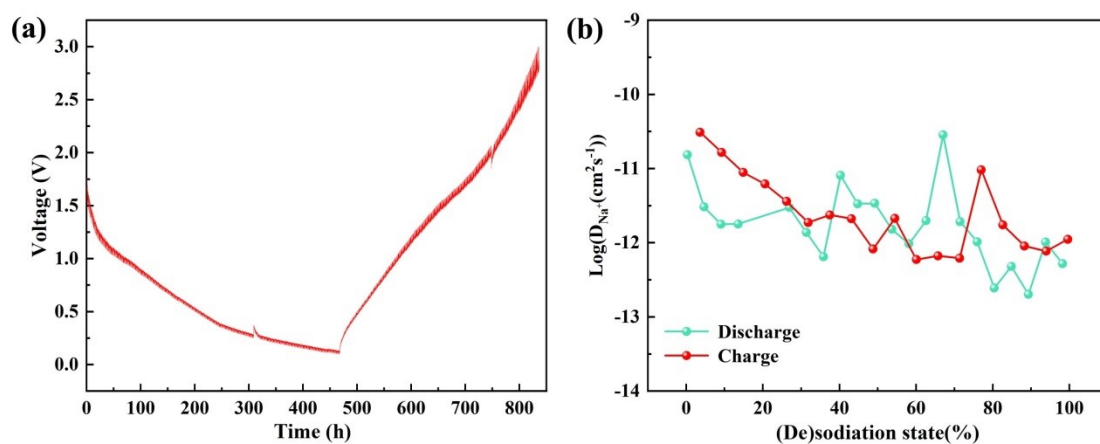 (a)
Voltage (V)
3.0
2.5
2.0
1.5
1.0
0.5
0.0
0 100 200 300 400 500 600 700 800
Time (h)
(b)
Log(D_Na⁺(cm²s⁻¹))
-9
-10
-11
-12
-13
-14
Discharge
Charge
0 20 40 60 80 100
(De)sodiation state(%)